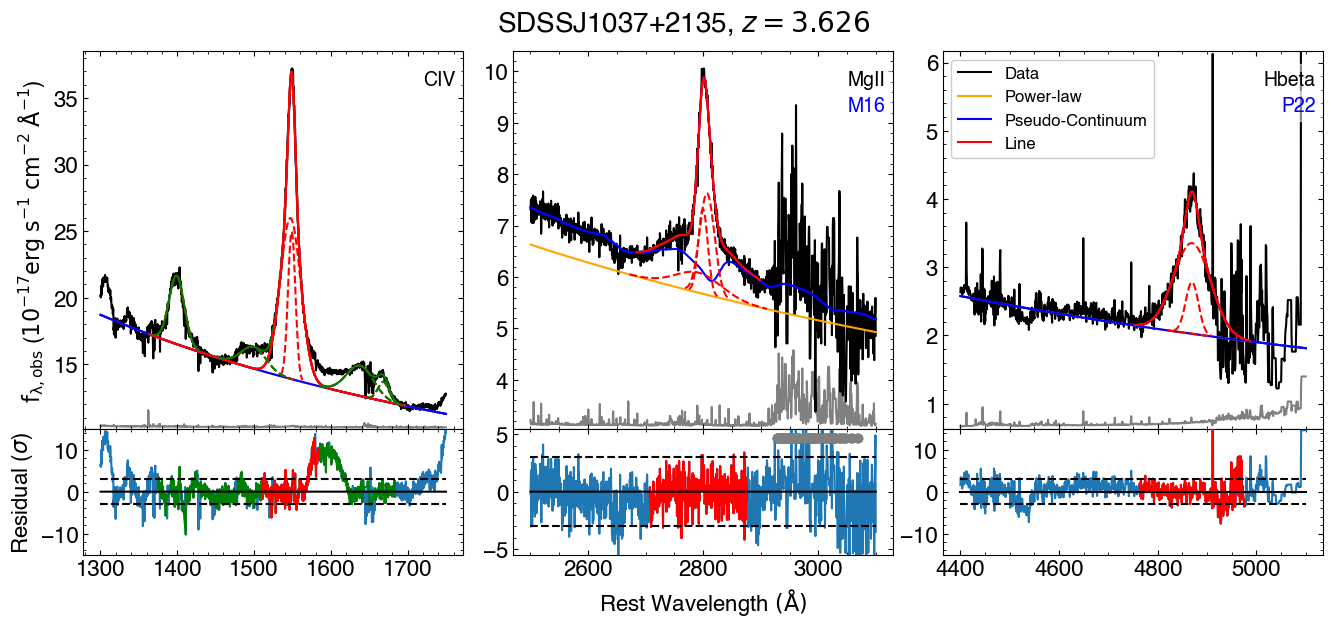 SDSSJ1037+2135, z = 3.626
f_λ,obs (10^−17 erg s^−1 cm^−2 Å^−1)
35
30
25
20
15
CIV
10
9
8
7
6
5
4
MgII
M16
6
5
4
3
2
1
Data
Power-law
Pseudo-Continuum
Line
Hbeta
P22
Residual (σ)
10
0
−10
1300 1400 1500 1600 1700
5
0
−5
2600 2800 3000
10
0
−10
4400 4600 4800 5000
Rest Wavelength (Å)